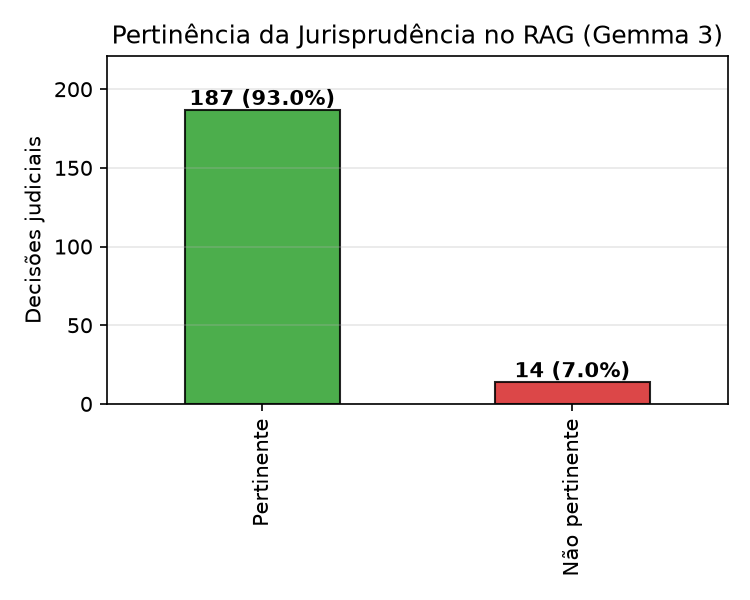 Pertinência da Jurisprudência no RAG (Gemma 3)
Decisões judiciais
200
150
100
50
0
187 (93.0%)
14 (7.0%)
Pertinente
Não pertinente